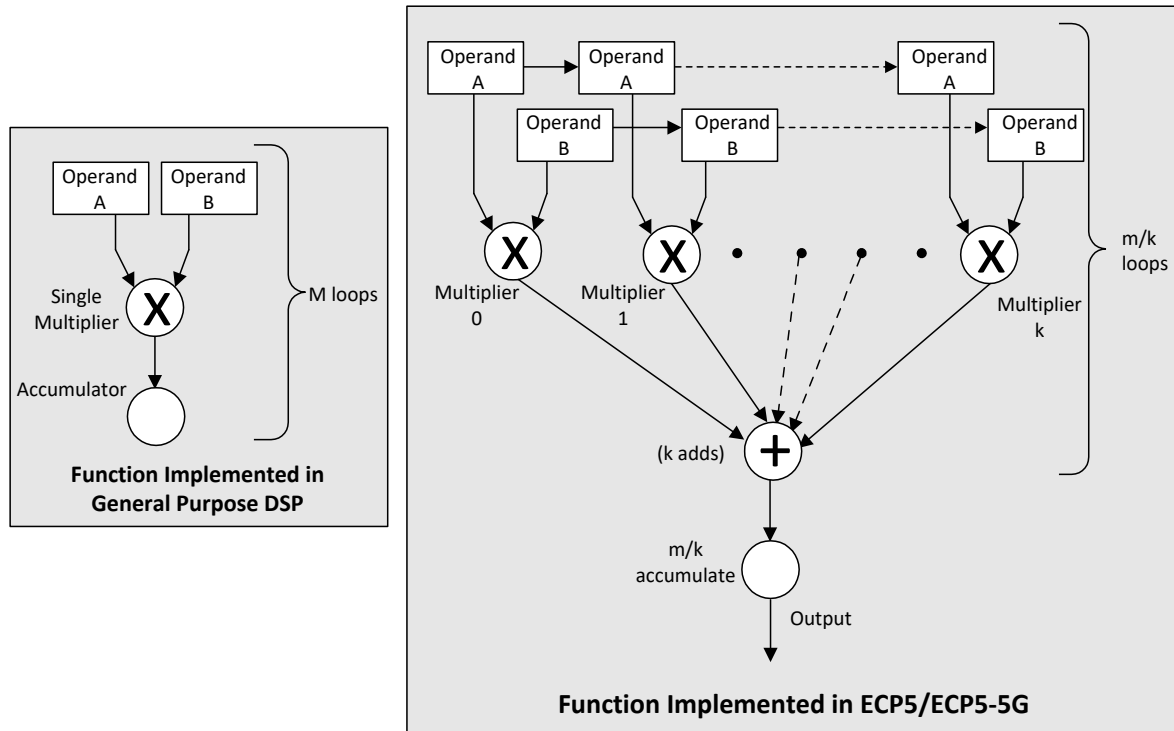 Operand
A
Operand
B
Single
Multiplier
X
M loops
Accumulator
Function Implemented in
General Purpose DSP
Operand
A
Operand
A
Operand
A
Operand
B
Operand
B
Operand
B
X
X
X
Multiplier
0
Multiplier
1
Multiplier
k
m/k
loops
(k adds)
+
m/k
accumulate
Output
Function Implemented in ECP5/ECP5-5G